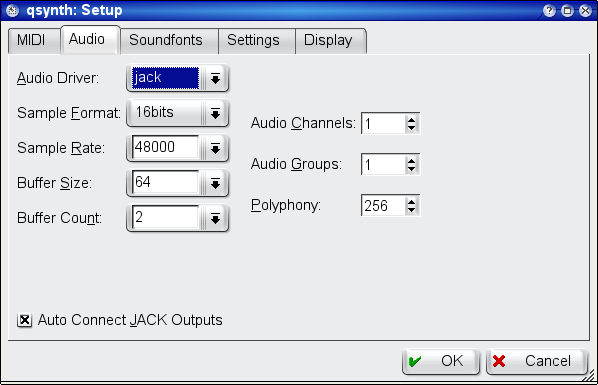 qsynth: Setup
MIDI Audio Soundfonts Settings Display
Audio Driver: jack
Sample Format: 16bits
Sample Rate: 48000
Buffer Size: 64
Buffer Count: 2
Audio Channels: 1
Audio Groups: 1
Polyphony: 256
Auto Connect JACK Outputs
OK Cancel